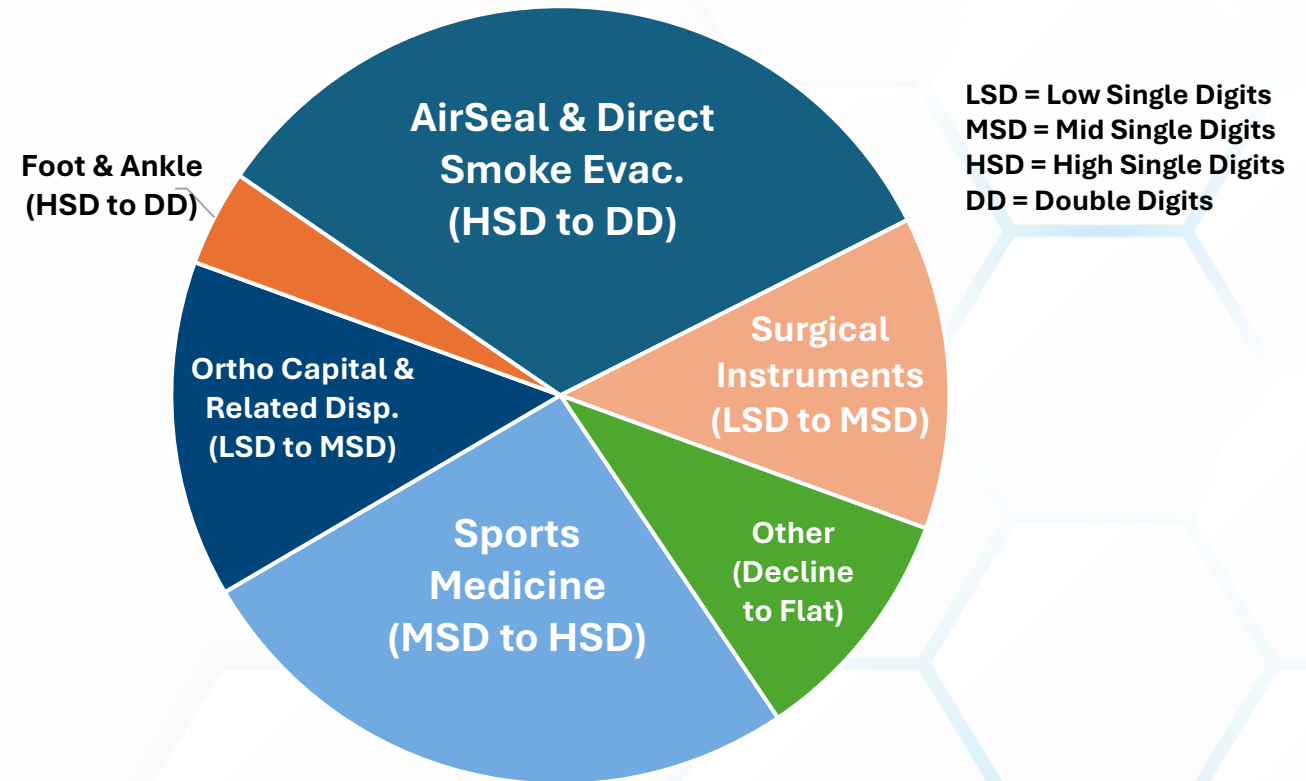 AirSeal & Direct
Smoke Evac.
(HSD to DD)
LSD = Low Single Digits
MSD = Mid Single Digits
HSD = High Single Digits
DD = Double Digits
Foot & Ankle
(HSD to DD)
Surgical
Instruments
(LSD to MSD)
Ortho Capital &
Related Disp.
(LSD to MSD)
Sports
Medicine
(MSD to HSD)
Other
(Decline
to Flat)